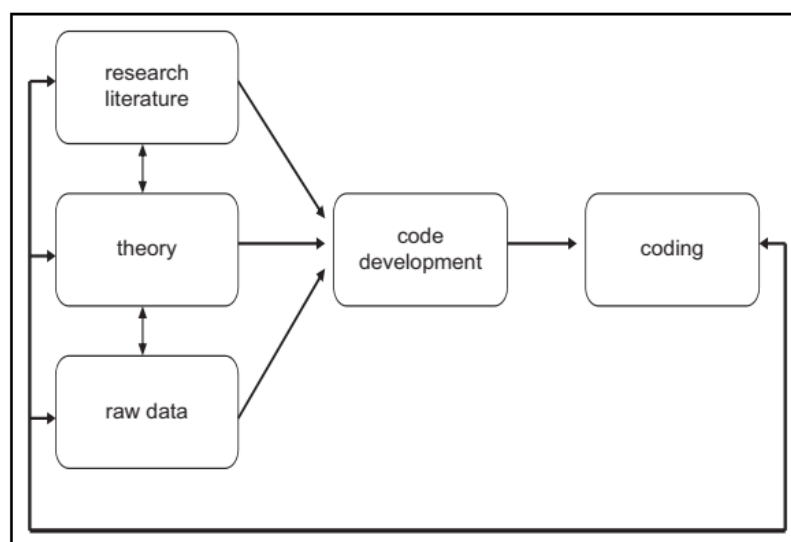 research
literature
theory
code
development
coding
raw data